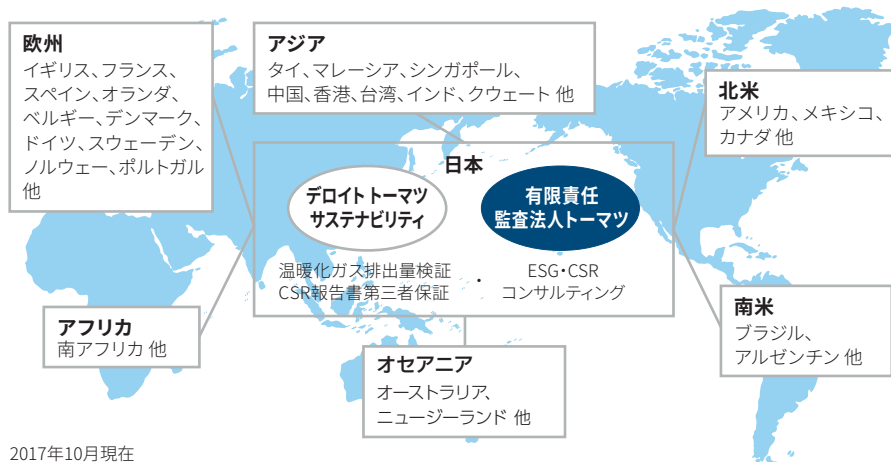 欧州
イギリス、フランス、
スペイン、オランダ、
ベルギー、デンマーク、
ドイツ、スウェーデン、
ノルウェー、ポルトガル
他
アジア
タイ、マレーシア、シンガポール、
中国、香港、台湾、インド、クウェート 他
北米
アメリカ、メキシコ、
カナダ 他
日本
デロイト トーマツ
サステナビリティ
有限責任
監査法人トーマツ
温暖化ガス排出量検証
CSR報告書第三者保証
・
ESG・CSR
コンサルティング
アフリカ
南アフリカ 他
オセアニア
オーストラリア、
ニュージーランド 他
南米
ブラジル、
アルゼンチン 他
2017年10月現在